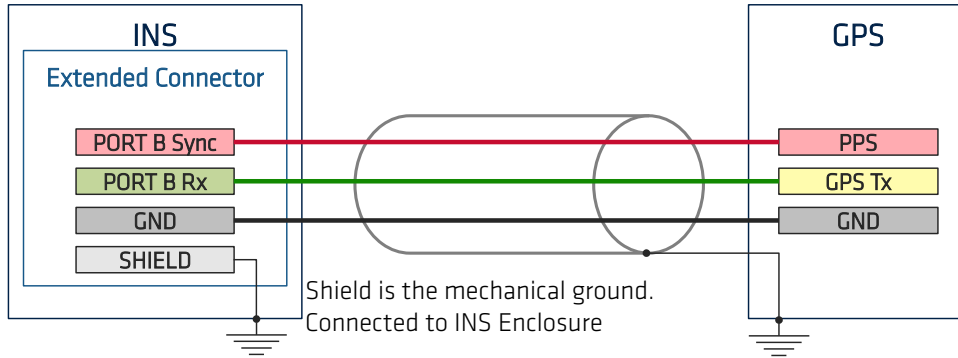 INS
GPS
Extended Connector
PORT B Sync
PPS
PORT B Rx
GPS Tx
GND
GND
SHIELD
Shield is the mechanical ground.
Connected to INS Enclosure